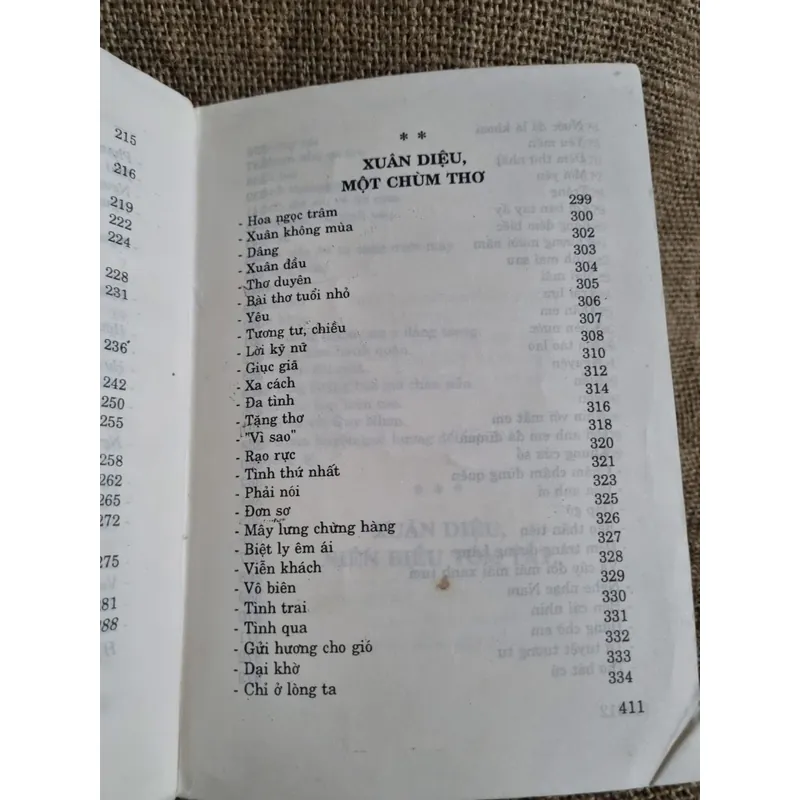 215
216
219
222
224
228
231
236
242
250
255
258
262
265
272
275
81
288
* *
XUÂN DIỆU,
MỘT CHÙM THƠ
- Hoa ngọc trâm 299
- Xuân không mùa 300
- Dâng 302
- Xuân đầu 303
- Thơ duyên 304
- Bài thơ tuổi nhỏ 305
- Yêu 306
- Tương tư, chiều 307
- Lời kỹ nữ 308
- Giục giã 310
- Xa cách 312
- Đa tình 314
- Tặng thơ 316
- "Vì sao" 318
- Rạo rực 320
- Tình thứ nhất 321
- Phải nói 323
- Đơn sơ 325
- Mây lưng chừng hàng 326
- Biệt ly êm ái 327
- Viễn khách 328
- Vô biên 329
- Tình trai 330
- Tình qua 331
- Gửi hương cho gió 332
- Dại khờ 333
- Chỉ ở lòng ta 334
411